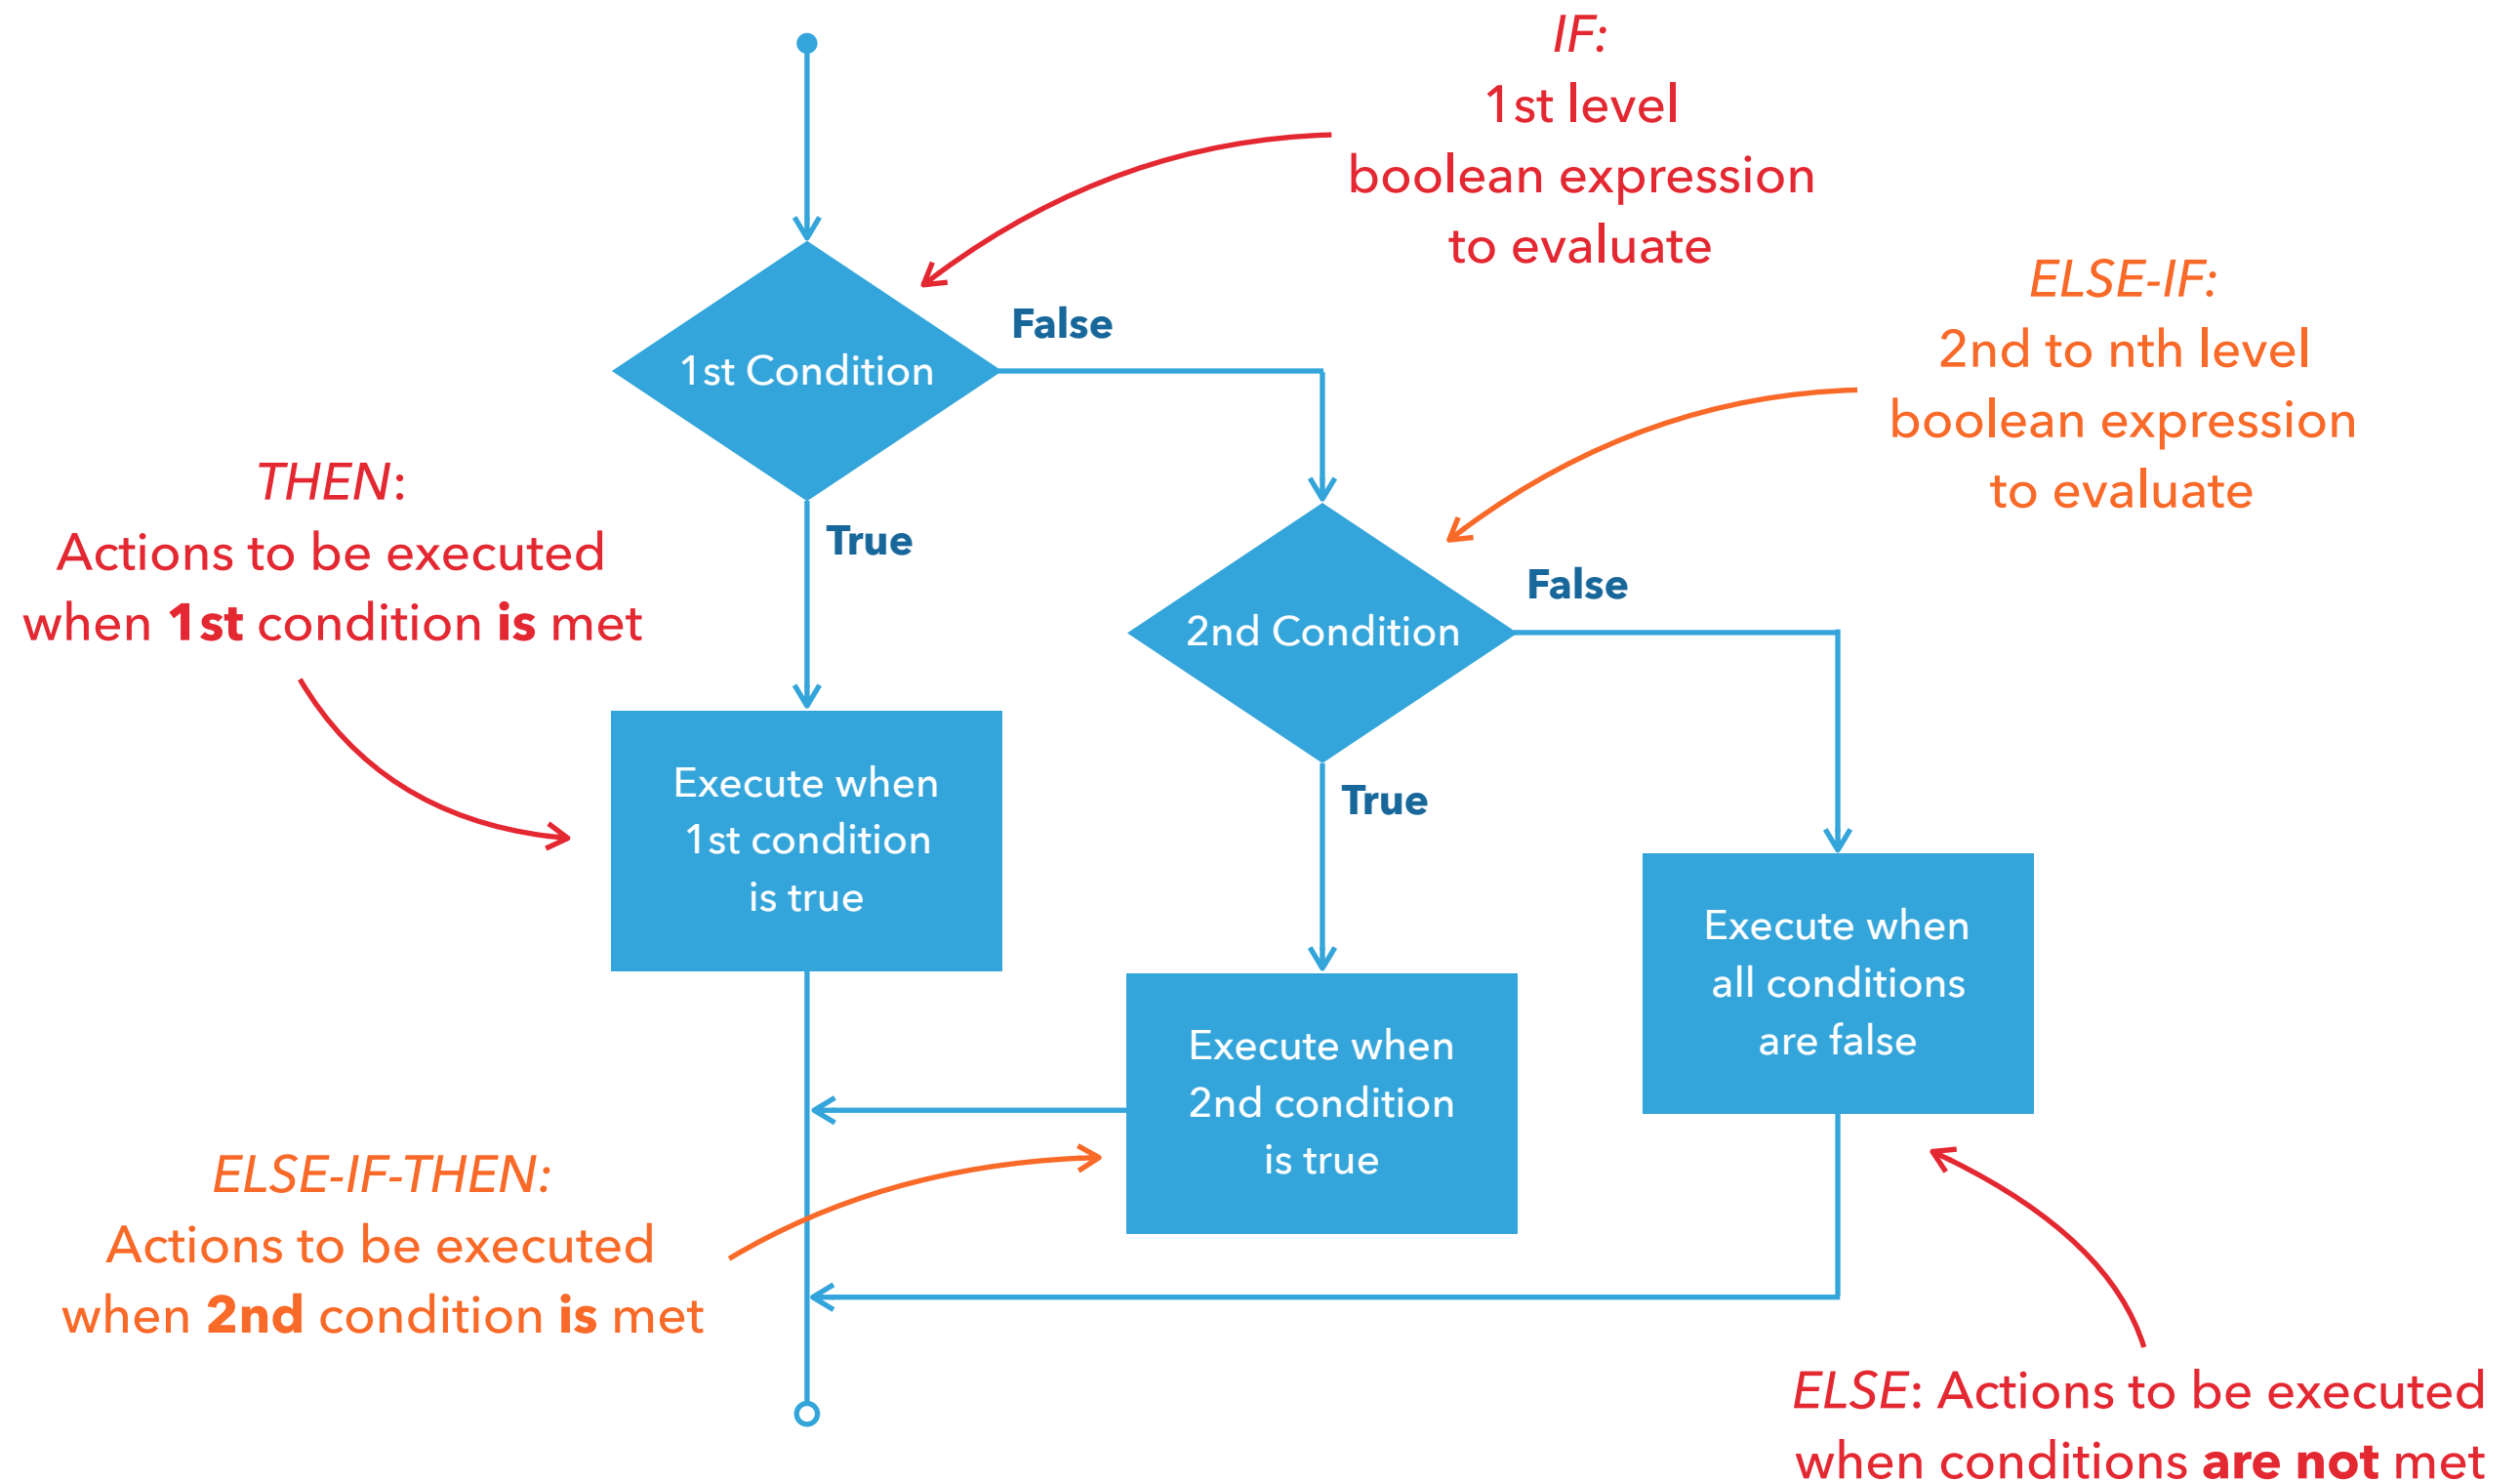 IF:
1st level
boolean expression
to evaluate
ELSE-IF:
2nd to nth level
boolean expression
to evaluate
False
1st Condition
THEN:
Actions to be executed
when 1st condition is met
True
False
2nd Condition
True
Execute when
1st condition
is true
Execute when
all conditions
are false
Execute when
2nd condition
is true
ELSE-IF-THEN:
Actions to be executed
when 2nd condition is met
ELSE: Actions to be executed
when conditions are not met